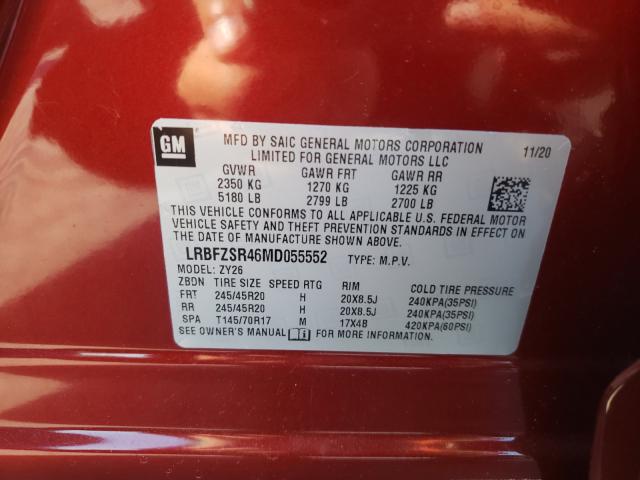 GM
MFD BY SAIC GENERAL MOTORS CORPORATION 11/20
LIMITED FOR GENERAL MOTORS LLC
GVWR GAWR FRT GAWR RR
2350 KG 1270 KG 1225 KG
5180 LB 2799 LB 2700 LB
THIS VEHICLE CONFORMS TO ALL APPLICABLE U.S. FEDERAL MOTOR
VEHICLE SAFETY AND THEFT PREVENTION STANDARDS IN EFFECT ON
THE DATE OF MANUFACTURE SHOWN ABOVE.
LRBFZSR46MD055552 TYPE: M.P.V.
MODEL: ZY26
ZBDN TIRE SIZE SPEED RTG RIM COLD TIRE PRESSURE
FRT 245/45R20 H 20X8.5J 240KPA(35PSI)
RR 245/45R20 H 20X8.5J 240KPA(35PSI)
SPA T145/70R17 M 17X4B 420KPA(60PSI)
SEE OWNER'S MANUAL FOR MORE INFORMATION.